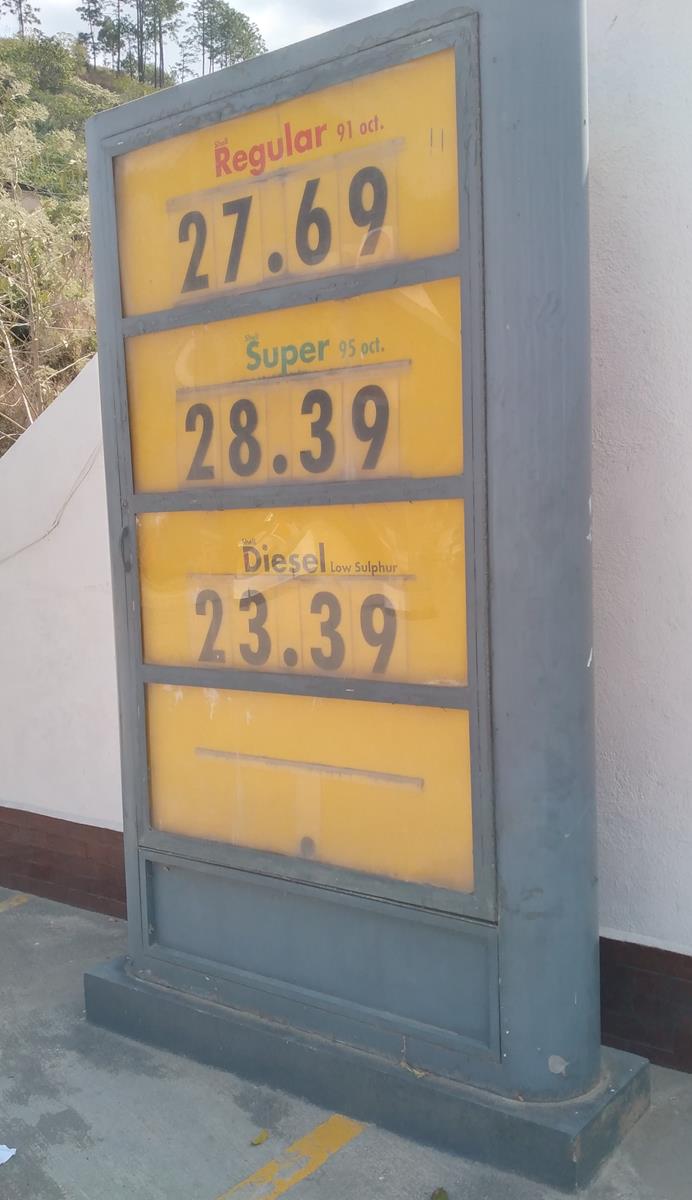 Shell
Regular 91 oct.
27.69
Shell
Super 95 oct.
28.39
Shell
Diesel Low Sulphur
23.39